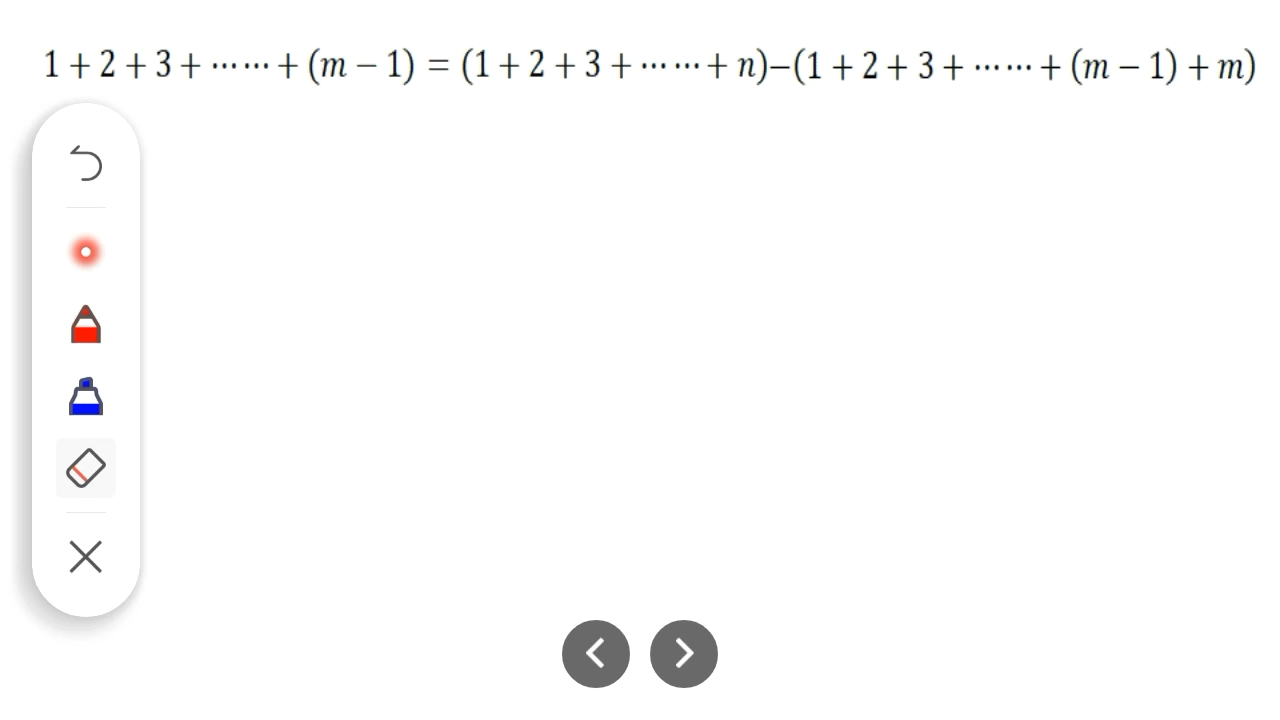 1 + 2 + 3 + ⋯⋯ + (m − 1) = (1 + 2 + 3 + ⋯⋯ + n)−(1 + 2 + 3 + ⋯⋯ + (m − 1) + m)